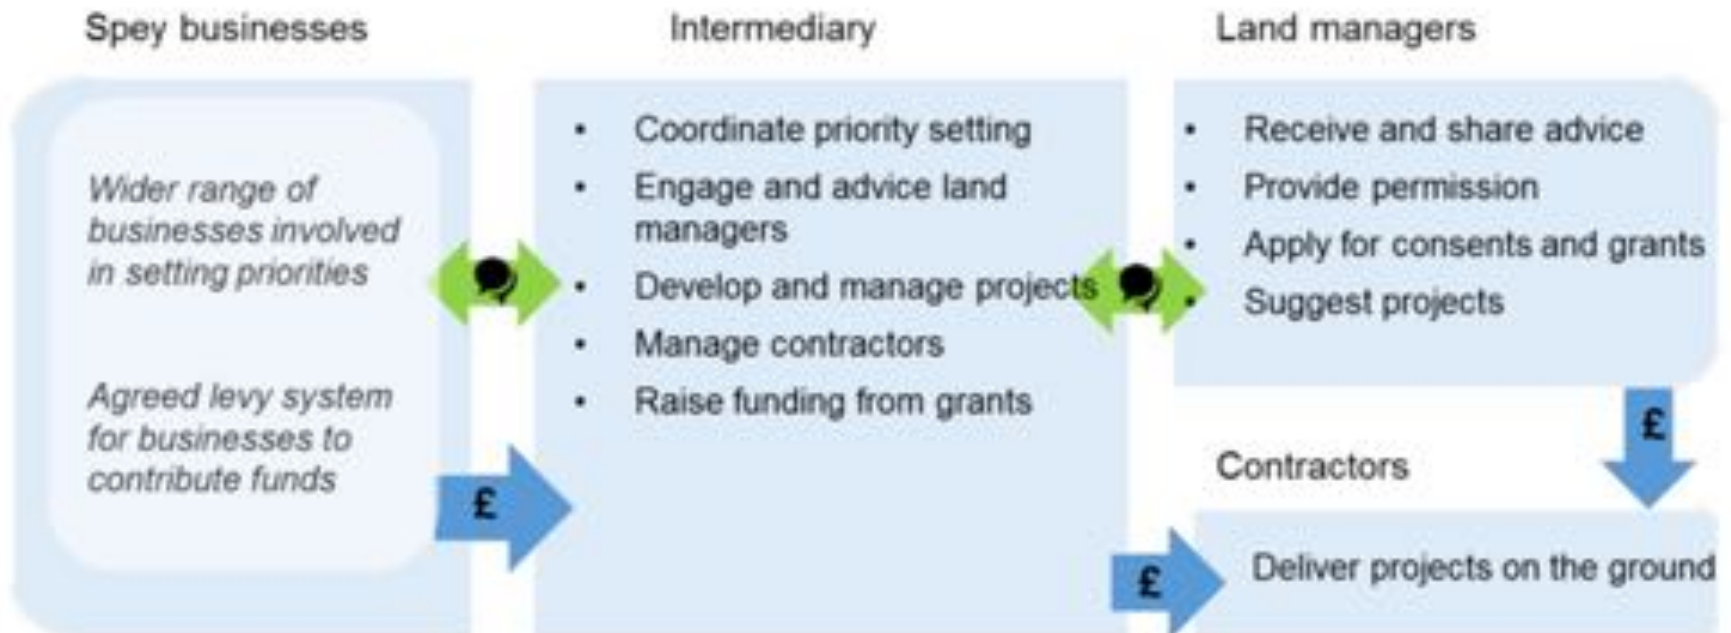 Spey businesses
Intermediary
Land managers
Wider range of
businesses involved
in setting priorities
Agreed levy system
for businesses to
contribute funds
£
• Coordinate priority setting
• Engage and advice land
managers
• Develop and manage projects
• Manage contractors
• Raise funding from grants
£
• Receive and share advice
• Provide permission
• Apply for consents and grants
• Suggest projects
£
Contractors
Deliver projects on the ground